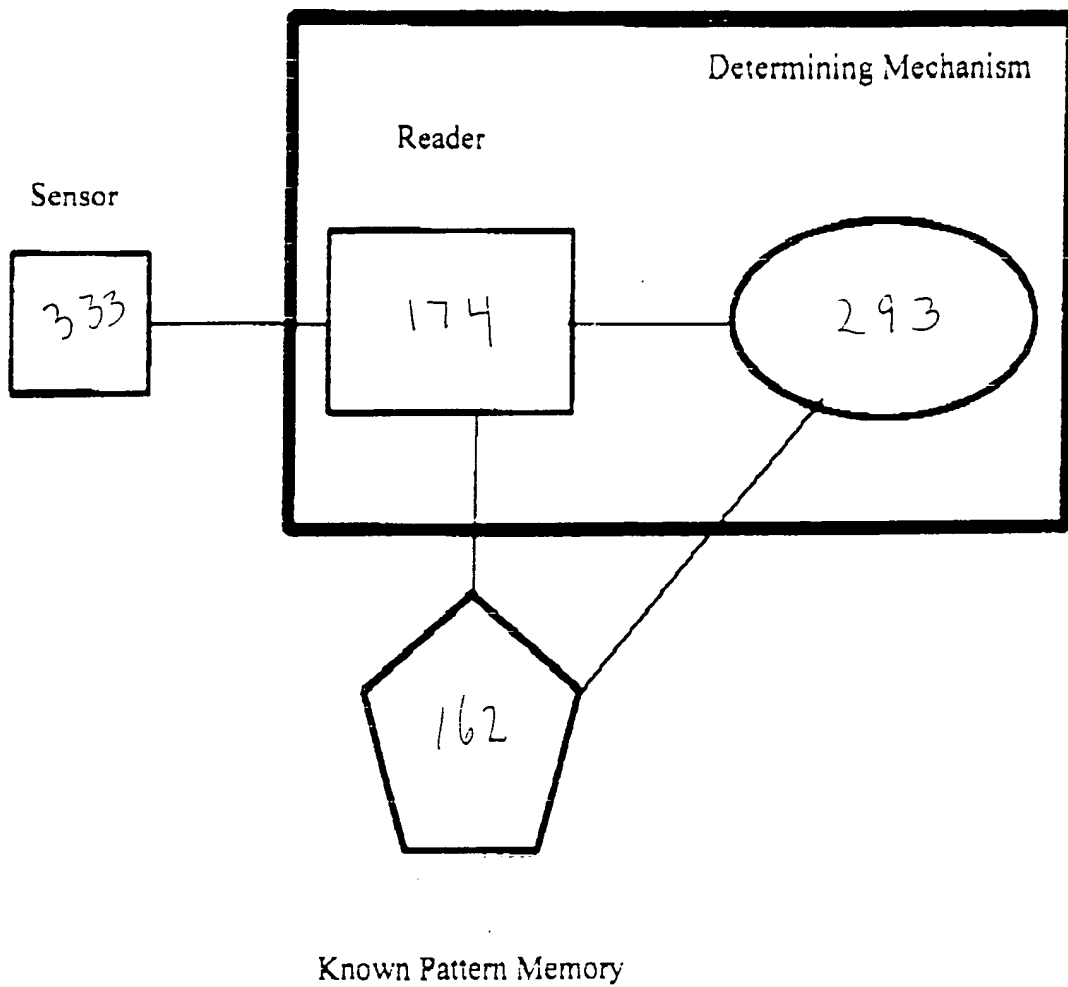 Determining Mechanism
Reader
Sensor
333
174
293
162
Known Pattern Memory